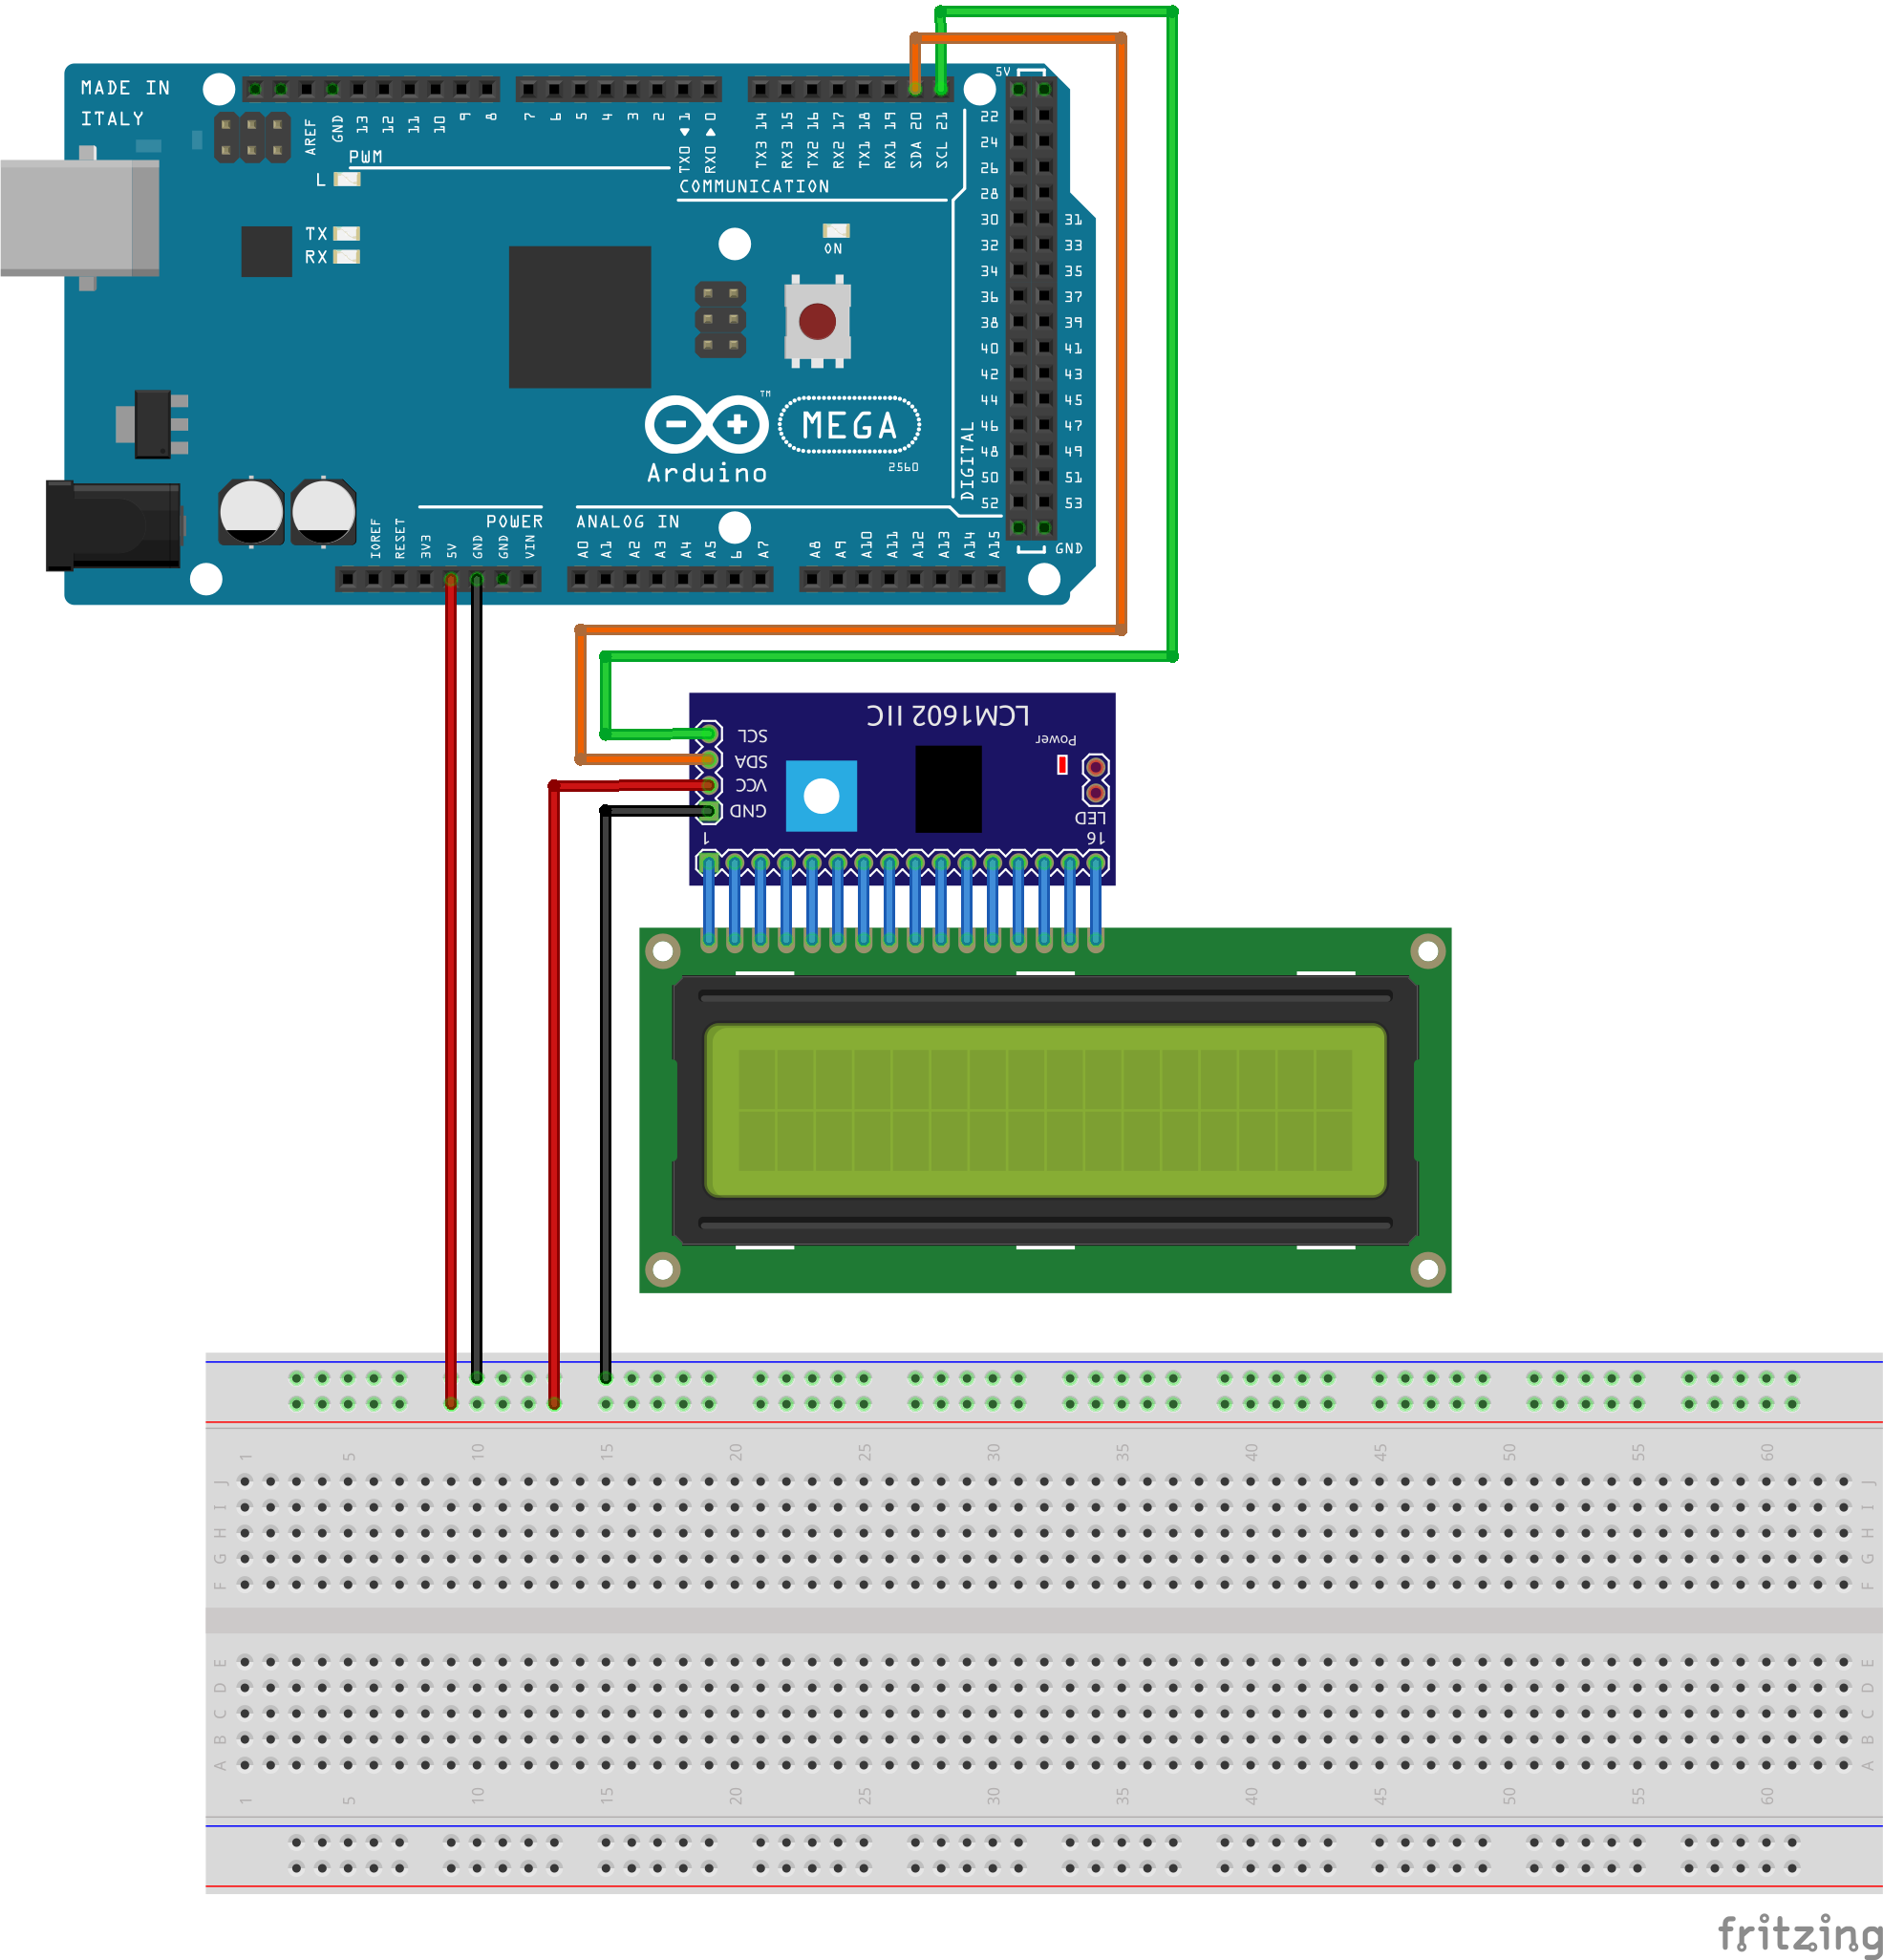 MADE IN
ITALY
AREF
GND
13
12
11
10
9
8
7
6
5
4
3
2
TX0 1
RX0 0
TX3 14
RX3 15
TX2 16
RX2 17
TX1 18
RX1 19
SDA 20
SCL 21
5V
PWM
COMMUNICATION
L
TX
RX
ON
22
24
26
28
30 31
32 33
34 35
36 37
38 39
40 41
42 43
44 45
46 47
48 49
50 51
52 53
GND
DIGITAL
TM
MEGA
2560
Arduino
POWER
ANALOG IN
IOREF
RESET
3V3
5V
GND
GND
VIN
A0
A1
A2
A3
A4
A5
6
A7
A8
A9
A10
A11
A12
A13
A14
A15
LCM1602 IIC
SCL
SDA
VCC
GND
Power
LED
1
16
1 5 10 15 20 25 30 35 40 45 50 55 60
J J
I I
H H
G G
F F
E E
D D
C C
B B
A A
1 5 10 15 20 25 30 35 40 45 50 55 60
fritzing